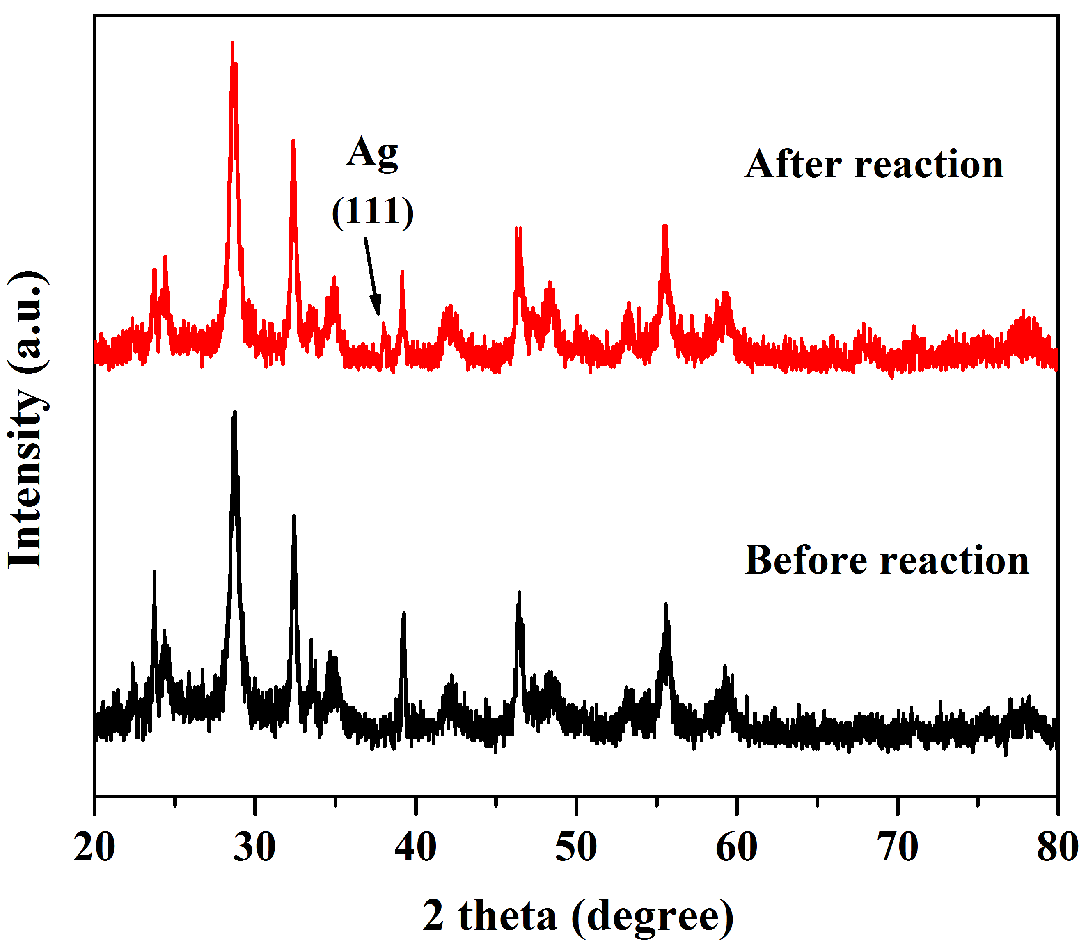 Ag
(111)
After reaction
Before reaction
Intensity (a.u.)
20 30 40 50 60 70 80
2 theta (degree)